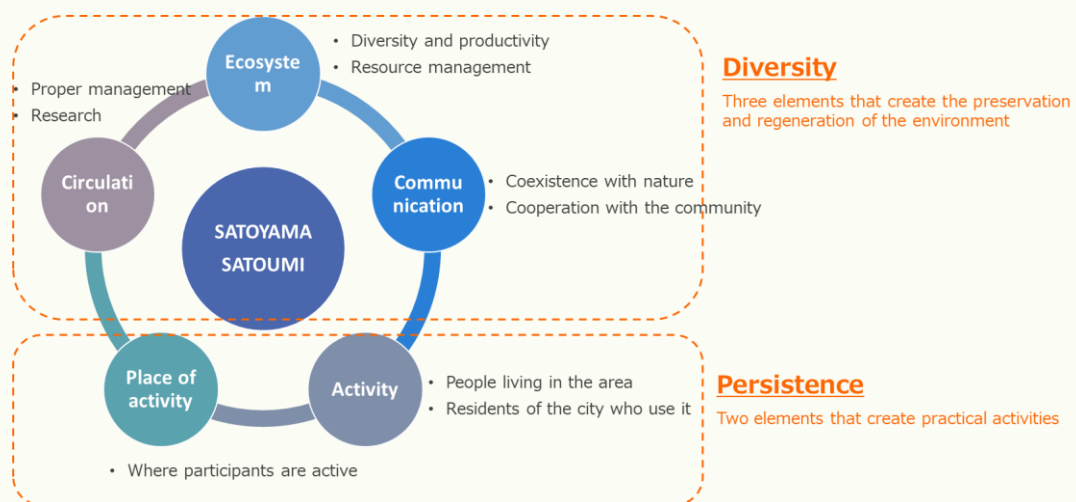 Ecosyste
m
• Diversity and productivity
• Resource management
Diversity
Three elements that create the preservation
and regeneration of the environment
• Proper management
• Research
Circulati
on
Commu
nication
• Coexistence with nature
• Cooperation with the community
SATOYAMA
SATOUMI
Place of
activity
Activity
• People living in the area
• Residents of the city who use it
Persistence
Two elements that create practical activities
• Where participants are active